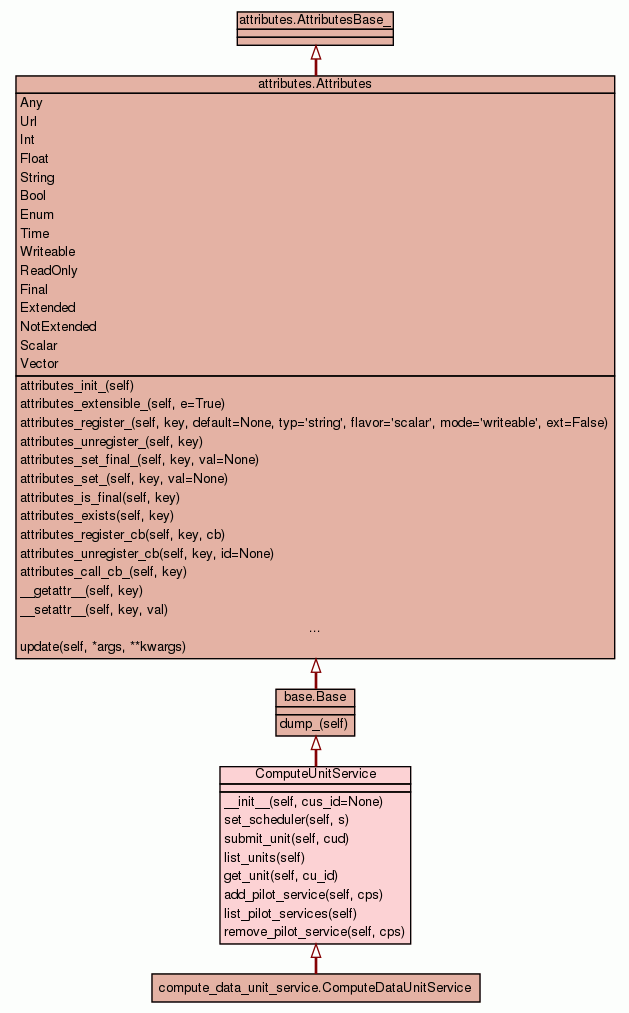 attributes.AttributesBase_
attributes.Attributes
Any
Url
Int
Float
String
Bool
Enum
Time
Writeable
ReadOnly
Final
Extended
NotExtended
Scalar
Vector
attributes_init_(self)
attributes_extensible_(self, e=True)
attributes_register_(self, key, default=None, typ='string', flavor='scalar', mode='writeable', ext=False)
attributes_unregister_(self, key)
attributes_set_final_(self, key, val=None)
attributes_set_(self, key, val=None)
attributes_is_final(self, key)
attributes_exists(self, key)
attributes_register_cb(self, key, cb)
attributes_unregister_cb(self, key, id=None)
attributes_call_cb_(self, key)
__getattr__(self, key)
__setattr__(self, key, val)
...
update(self, *args, **kwargs)
base.Base
dump_(self)
ComputeUnitService
__init__(self, cus_id=None)
set_scheduler(self, s)
submit_unit(self, cud)
list_units(self)
get_unit(self, cu_id)
add_pilot_service(self, cps)
list_pilot_services(self)
remove_pilot_service(self, cps)
compute_data_unit_service.ComputeDataUnitService